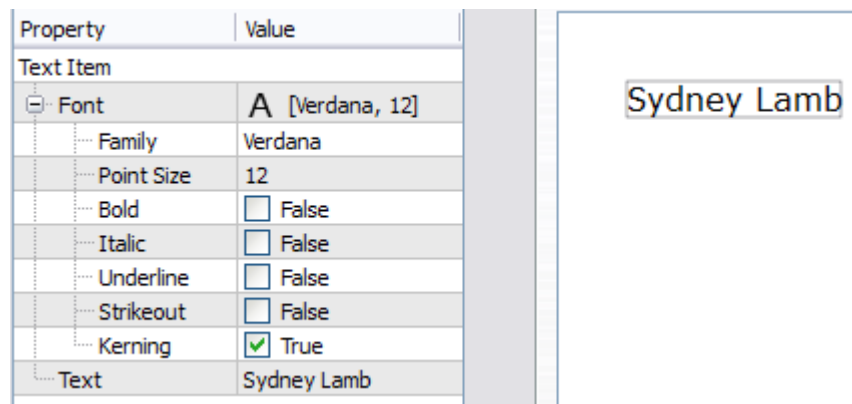 Property Value
Text Item
Font A [Verdana, 12]
Family Verdana
Point Size 12
Bold False
Italic False
Underline False
Strikeout False
Kerning True
Text Sydney Lamb
Sydney Lamb